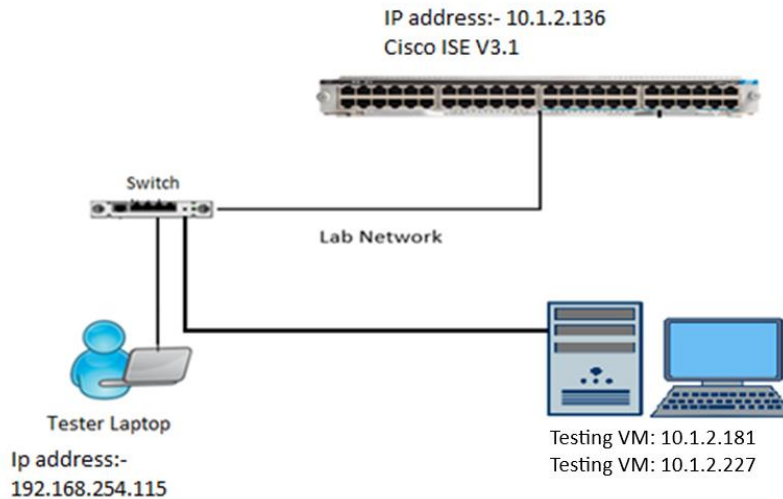 IP address:- 10.1.2.136
Cisco ISE V3.1
Switch
Lab Network
Tester Laptop
Ip address:-
192.168.254.115
Testing VM: 10.1.2.181
Testing VM: 10.1.2.227